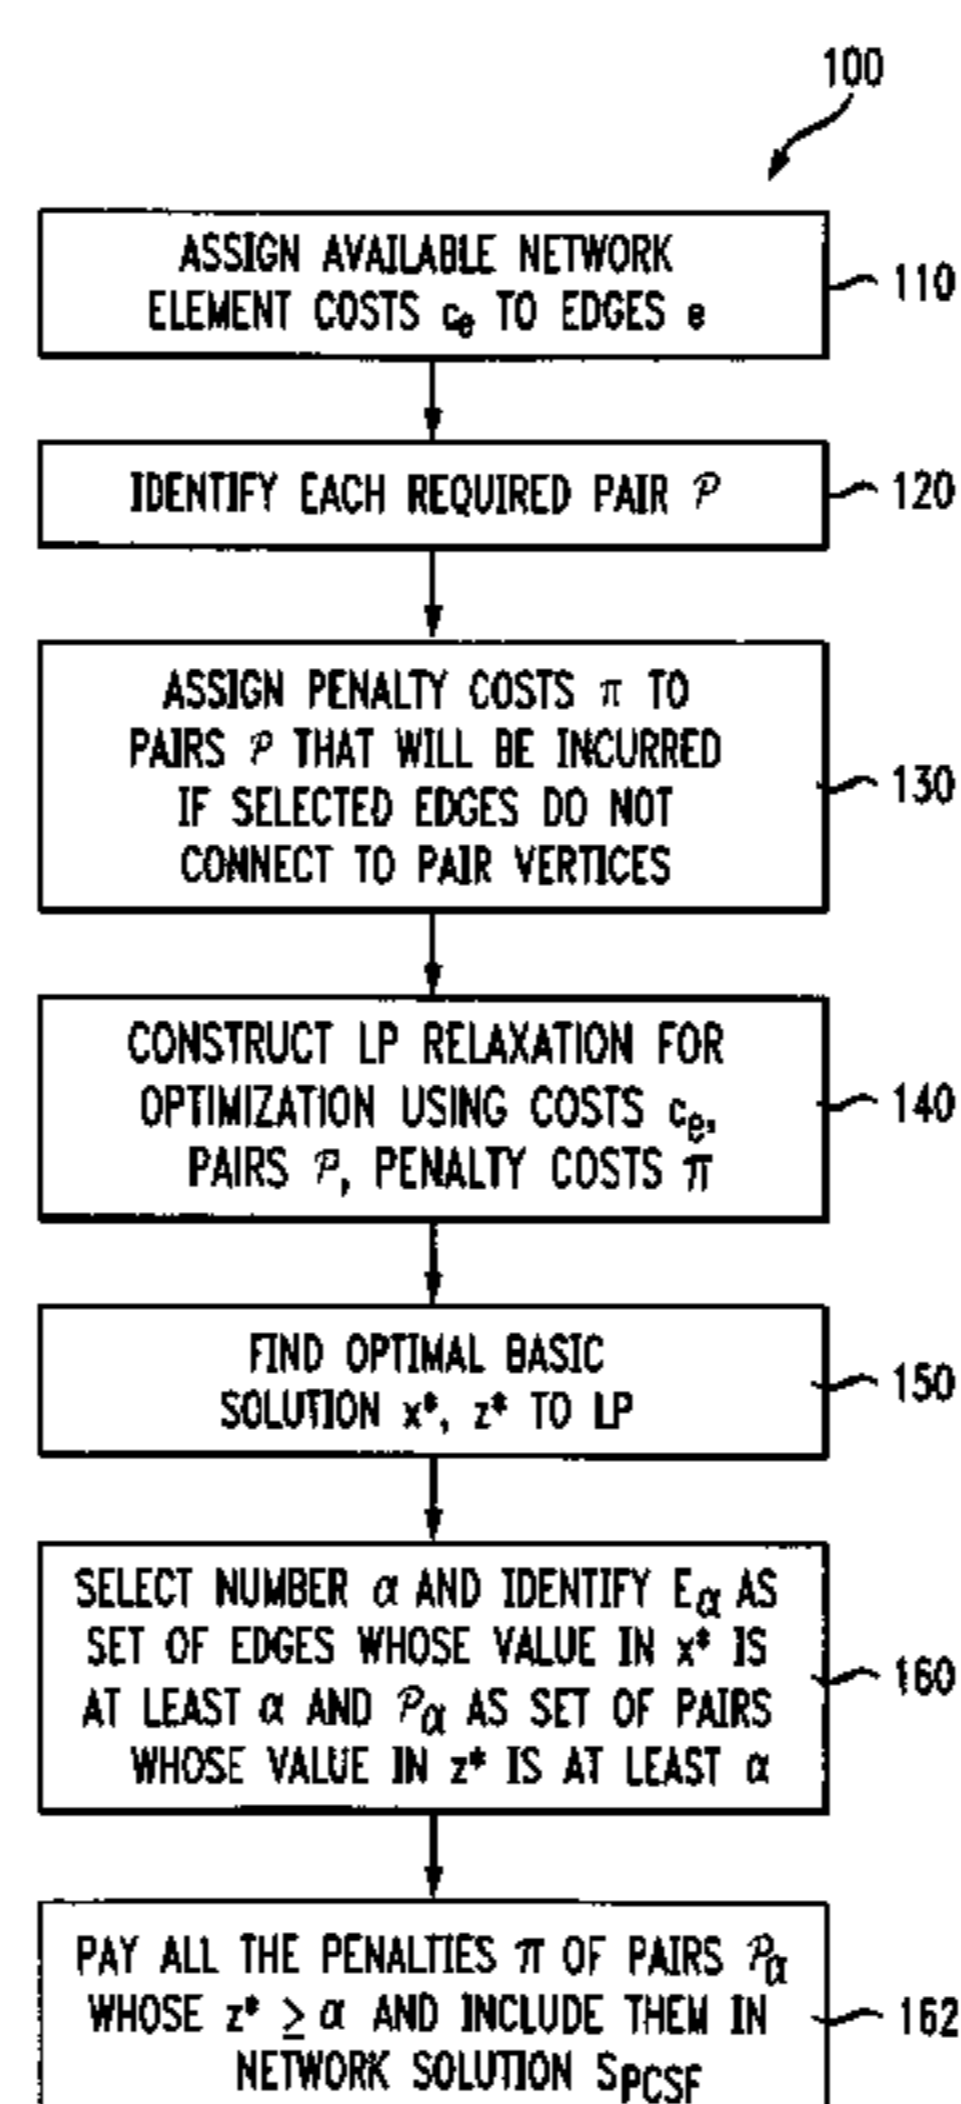 100
ASSIGN AVAILABLE NETWORK
ELEMENT COSTS cₑ TO EDGES e
110
IDENTIFY EACH REQUIRED PAIR 𝒫
120
ASSIGN PENALTY COSTS π TO
PAIRS 𝒫 THAT WILL BE INCURRED
IF SELECTED EDGES DO NOT
CONNECT TO PAIR VERTICES
130
CONSTRUCT LP RELAXATION FOR
OPTIMIZATION USING COSTS cₑ,
PAIRS 𝒫, PENALTY COSTS π
140
FIND OPTIMAL BASIC
SOLUTION x*, z* TO LP
150
SELECT NUMBER α AND IDENTIFY E_α AS
SET OF EDGES WHOSE VALUE IN x* IS
AT LEAST α AND 𝒫_α AS SET OF PAIRS
WHOSE VALUE IN z* IS AT LEAST α
160
PAY ALL THE PENALTIES π OF PAIRS 𝒫_α
WHOSE z* ≥ α AND INCLUDE THEM IN
NETWORK SOLUTION S_PCSF
162